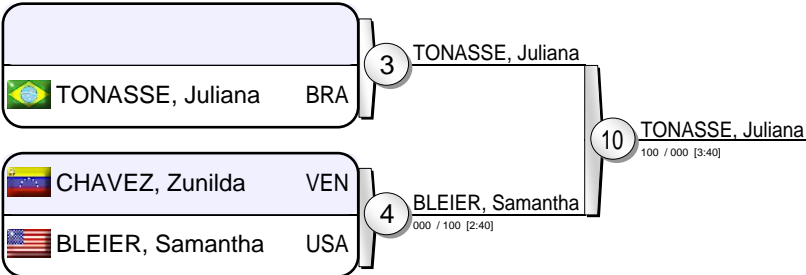 TONASSE, Juliana BRA
3
TONASSE, Juliana
CHAVEZ, Zunilda VEN
BLEIER, Samantha USA
4
BLEIER, Samantha
000 / 100 [2:40]
10
TONASSE, Juliana
100 / 000 [3:40]